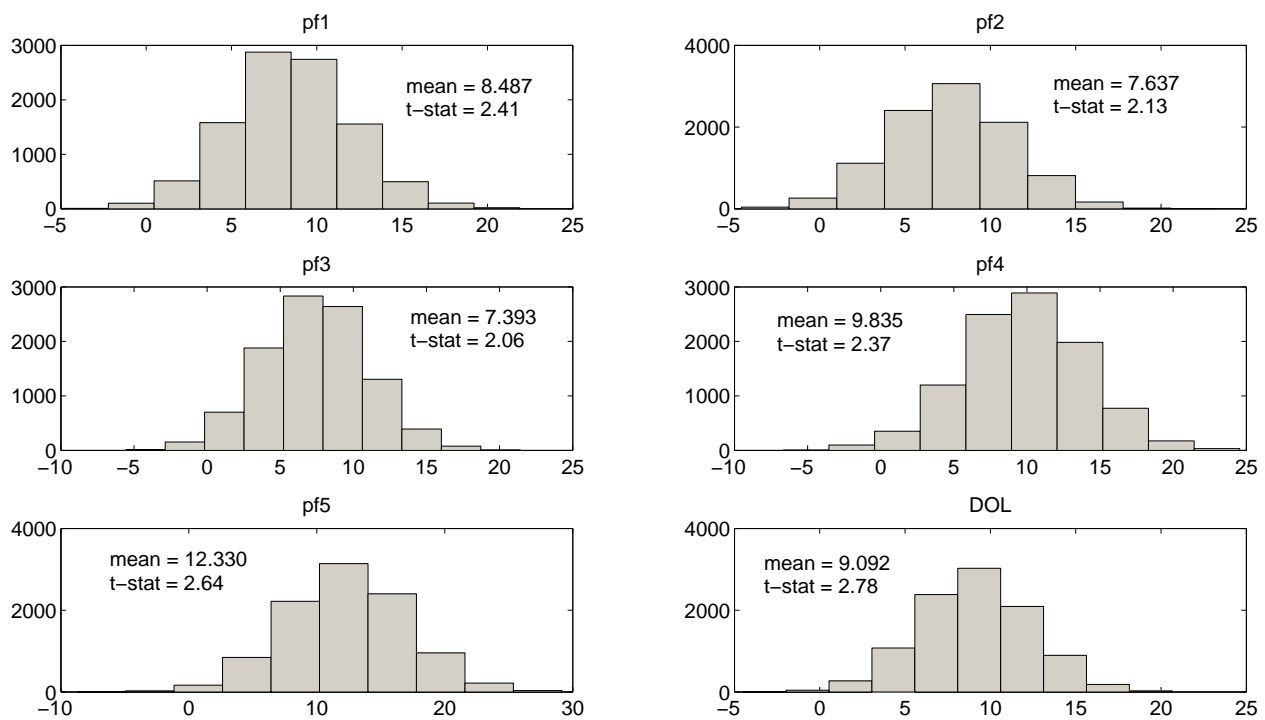 pf1
3000
2000
1000
0
mean = 8.487
t−stat = 2.41
−5 0 5 10 15 20 25
pf2
4000
2000
0
mean = 7.637
t−stat = 2.13
−5 0 5 10 15 20 25
pf3
3000
2000
1000
0
mean = 7.393
t−stat = 2.06
−10 −5 0 5 10 15 20 25
pf4
3000
2000
1000
0
mean = 9.835
t−stat = 2.37
−10 −5 0 5 10 15 20 25
pf5
4000
2000
0
mean = 12.330
t−stat = 2.64
−10 0 10 20 30
DOL
4000
2000
0
mean = 9.092
t−stat = 2.78
−5 0 5 10 15 20 25